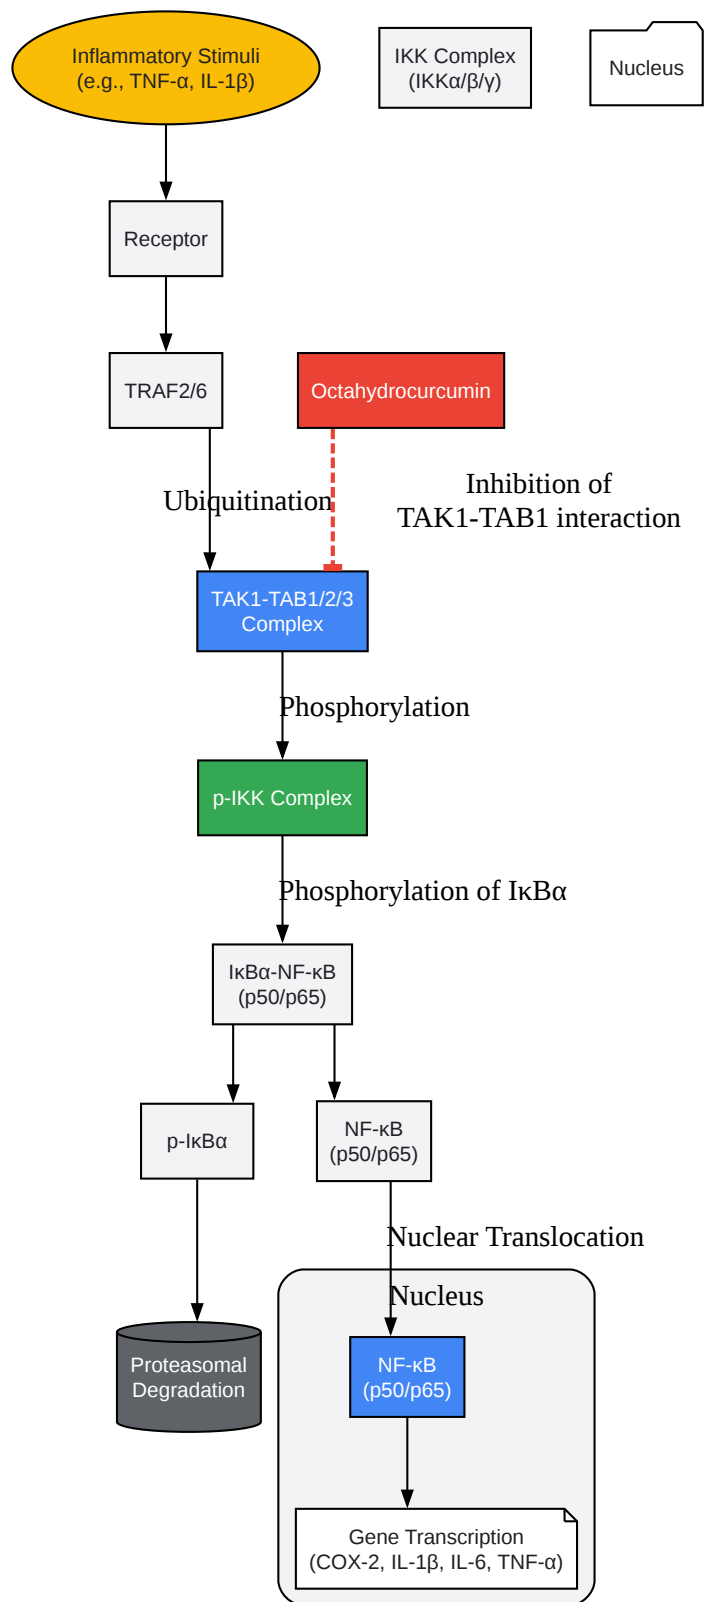 Inflammatory Stimuli
(e.g., TNF-α, IL-1β)
IKK Complex
(IKKα/β/γ)
Nucleus
Receptor
TRAF2/6
Octahydrocurcumin
Ubiquitination
Inhibition of
TAK1-TAB1 interaction
TAK1-TAB1/2/3
Complex
Phosphorylation
p-IKK Complex
Phosphorylation of IκBα
IκBα-NF-κB
(p50/p65)
p-IκBα
NF-κB
(p50/p65)
Nuclear Translocation
Nucleus
Proteasomal
Degradation
NF-κB
(p50/p65)
Gene Transcription
(COX-2, IL-1β, IL-6, TNF-α)